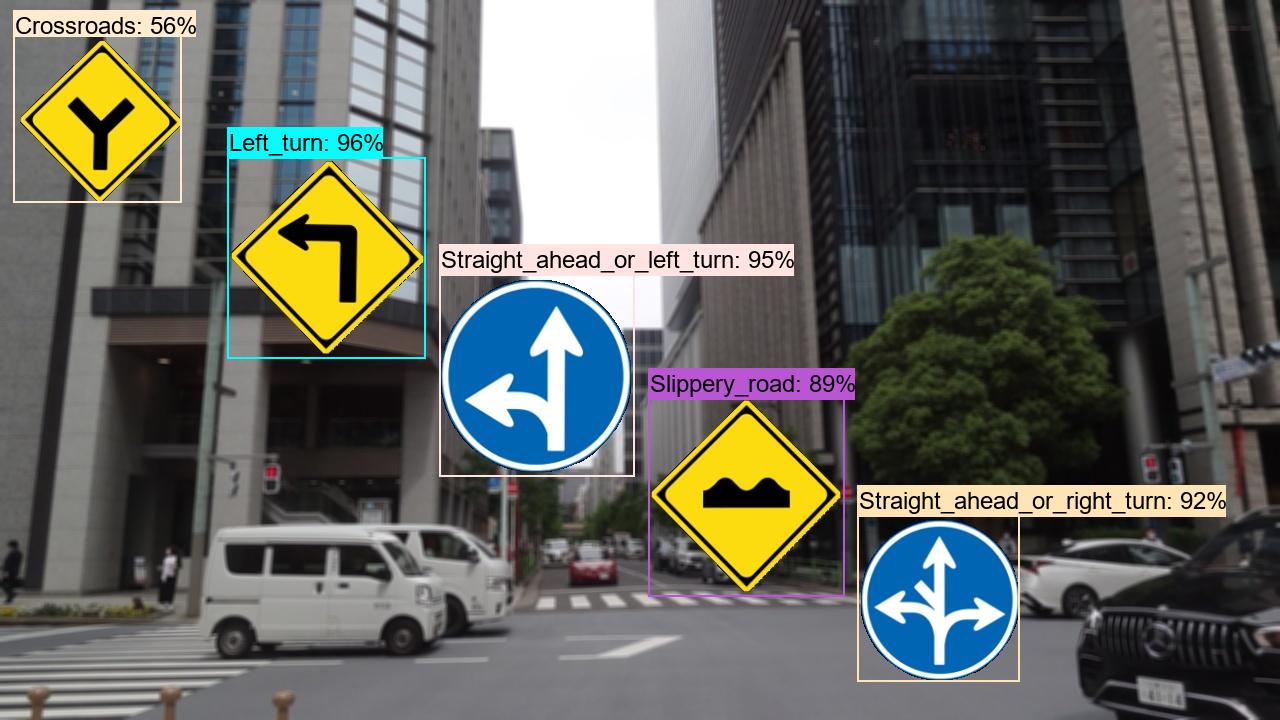 Crossroads: 56%
Left_turn: 96%
Straight_ahead_or_left_turn: 95%
Slippery_road: 89%
Straight_ahead_or_right_turn: 92%